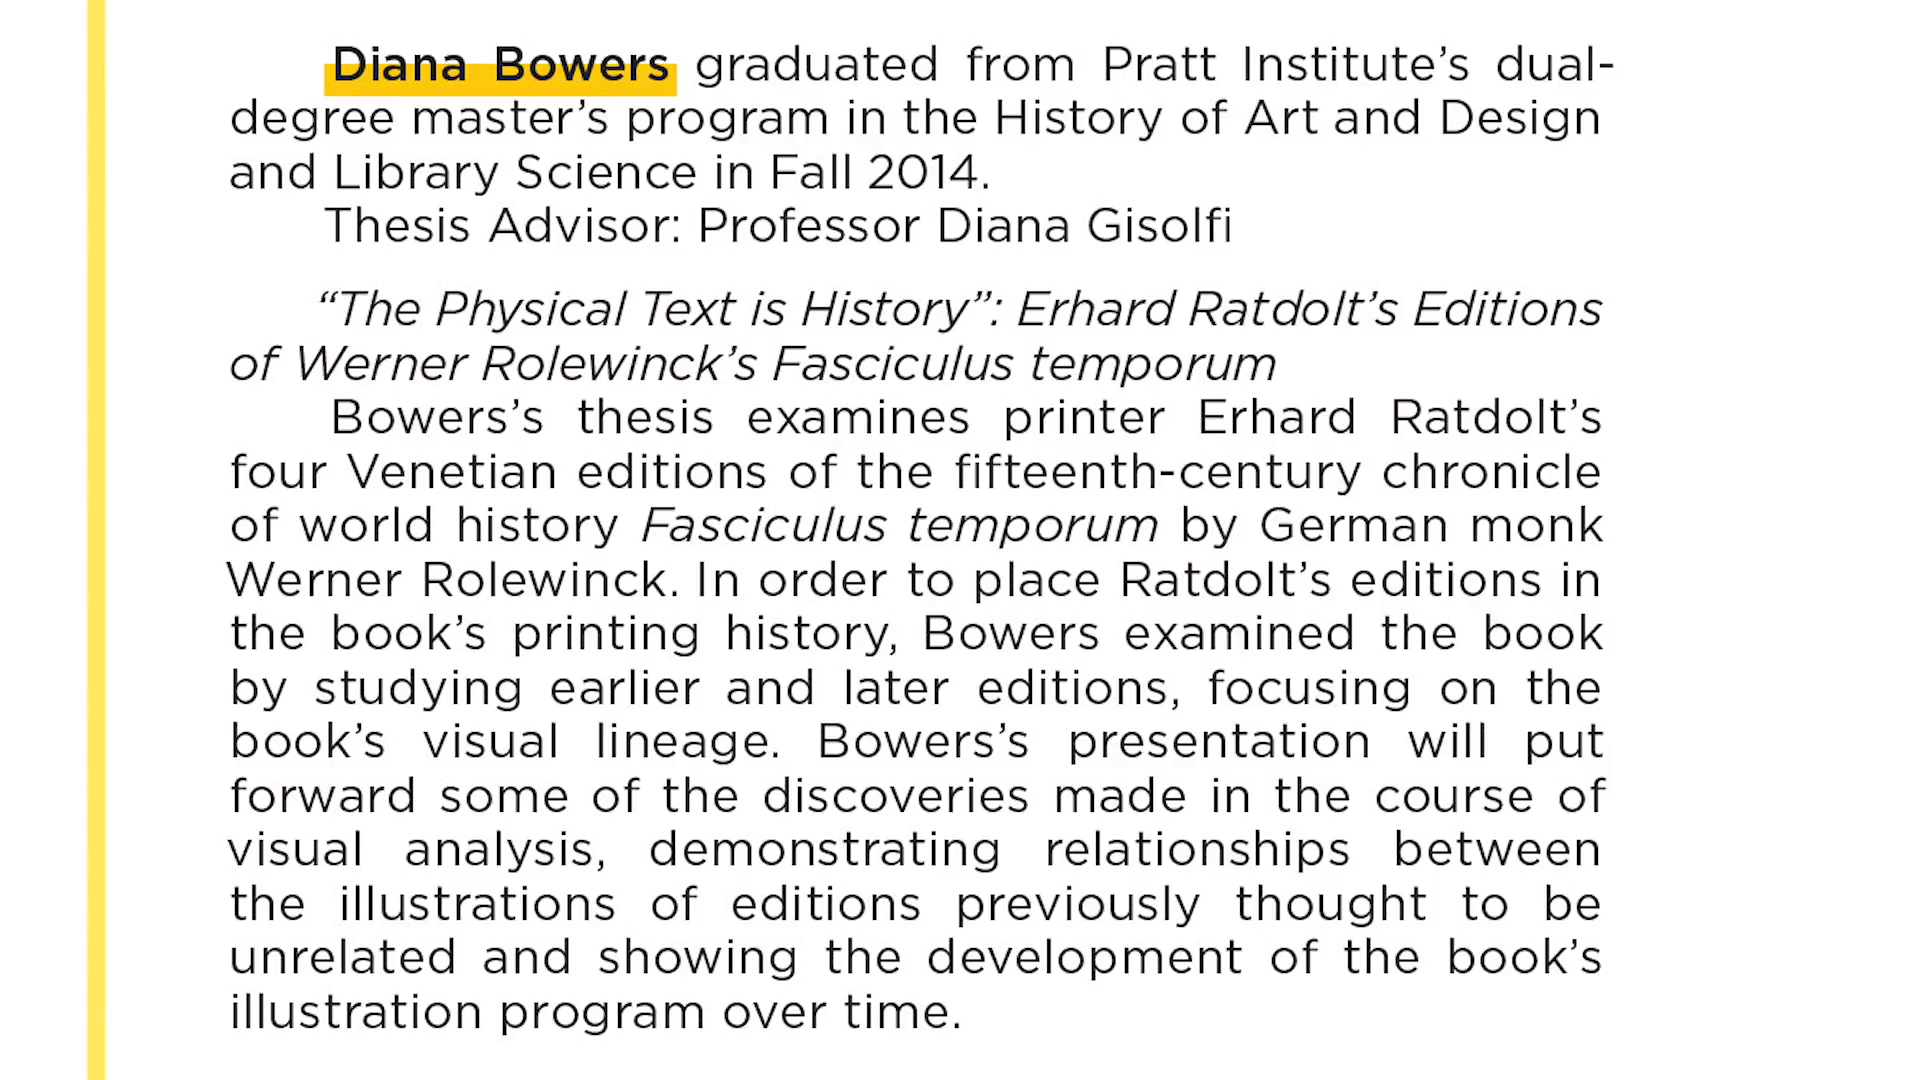 Diana Bowers graduated from Pratt Institute’s dual-
degree master’s program in the History of Art and Design
and Library Science in Fall 2014.
Thesis Advisor: Professor Diana Gisolfi
“The Physical Text is History”: Erhard Ratdolt’s Editions
of Werner Rolewinck’s Fasciculus temporum
Bowers’s thesis examines printer Erhard Ratdolt’s
four Venetian editions of the fifteenth-century chronicle
of world history Fasciculus temporum by German monk
Werner Rolewinck. In order to place Ratdolt’s editions in
the book’s printing history, Bowers examined the book
by studying earlier and later editions, focusing on the
book’s visual lineage. Bowers’s presentation will put
forward some of the discoveries made in the course of
visual analysis, demonstrating relationships between
the illustrations of editions previously thought to be
unrelated and showing the development of the book’s
illustration program over time.